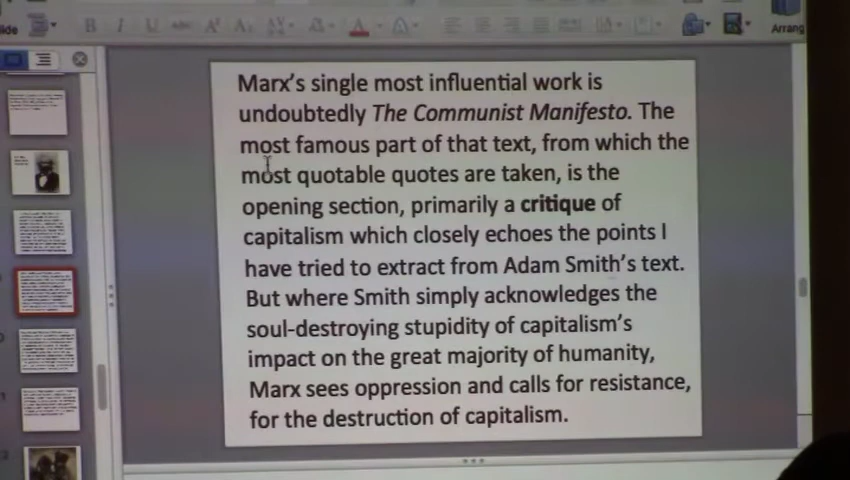 lide
B I U ABC
Arrang
Marx's single most influential work is
undoubtedly The Communist Manifesto. The
most famous part of that text, from which the
most quotable quotes are taken, is the
opening section, primarily a critique of
capitalism which closely echoes the points I
have tried to extract from Adam Smith's text.
But where Smith simply acknowledges the
soul-destroying stupidity of capitalism's
impact on the great majority of humanity,
Marx sees oppression and calls for resistance,
for the destruction of capitalism.